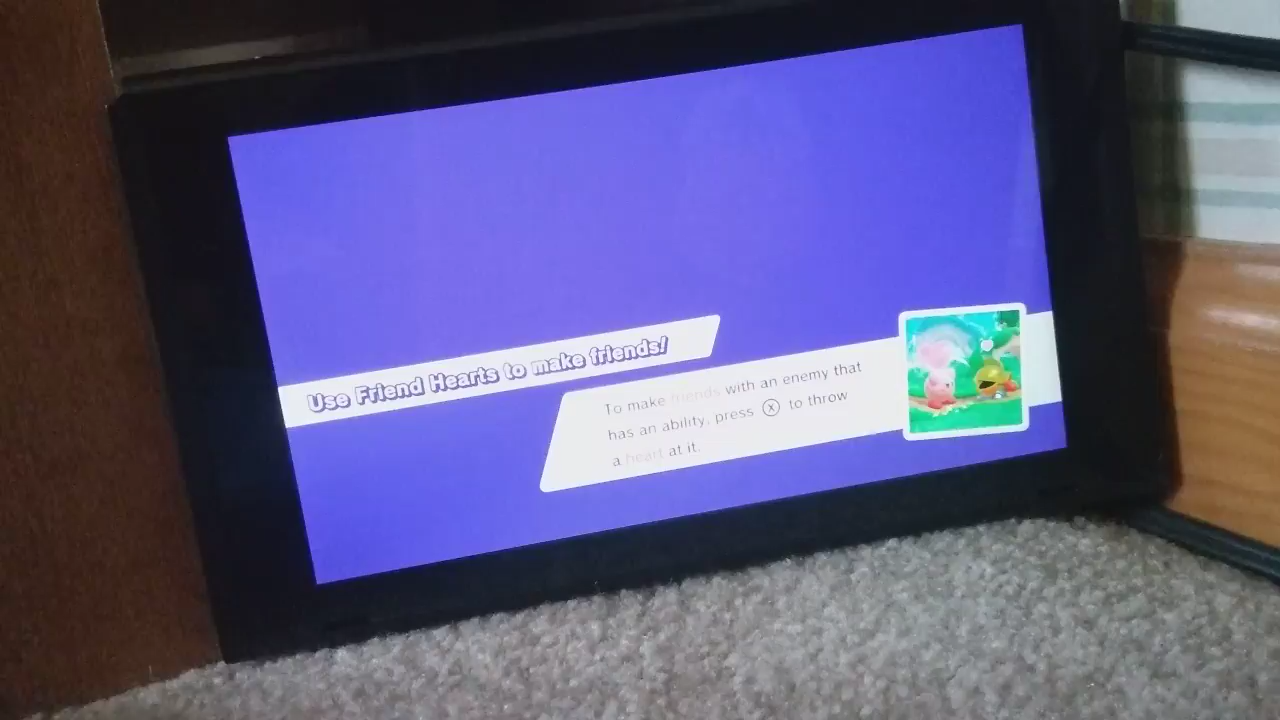 Use Friend Hearts to make friends!
To make friends with an enemy that
has an ability, press Ⓧ to throw
a heart at it.